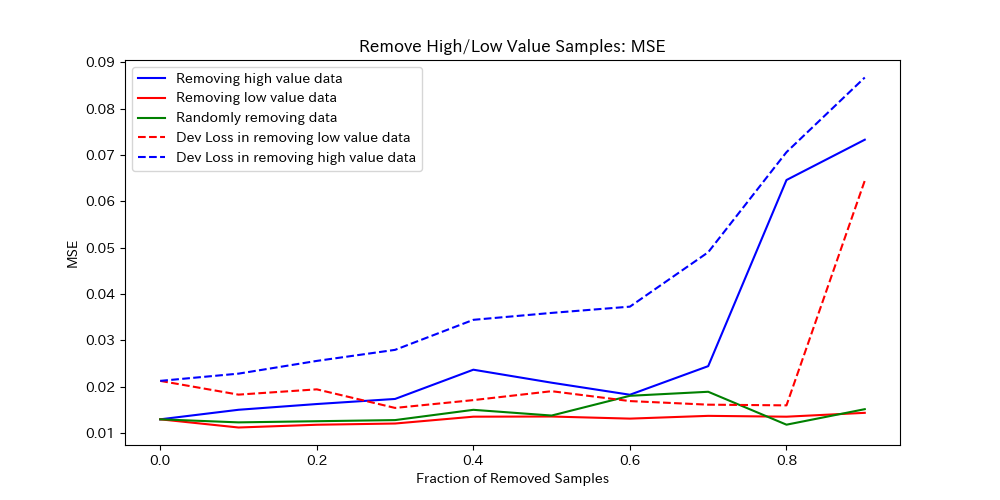 Remove High/Low Value Samples: MSE
0.09
0.08
0.07
0.06
0.05
0.04
0.03
0.02
0.01
MSE
Removing high value data
Removing low value data
Randomly removing data
Dev Loss in removing low value data
Dev Loss in removing high value data
0.0
0.2
0.4
0.6
0.8
Fraction of Removed Samples